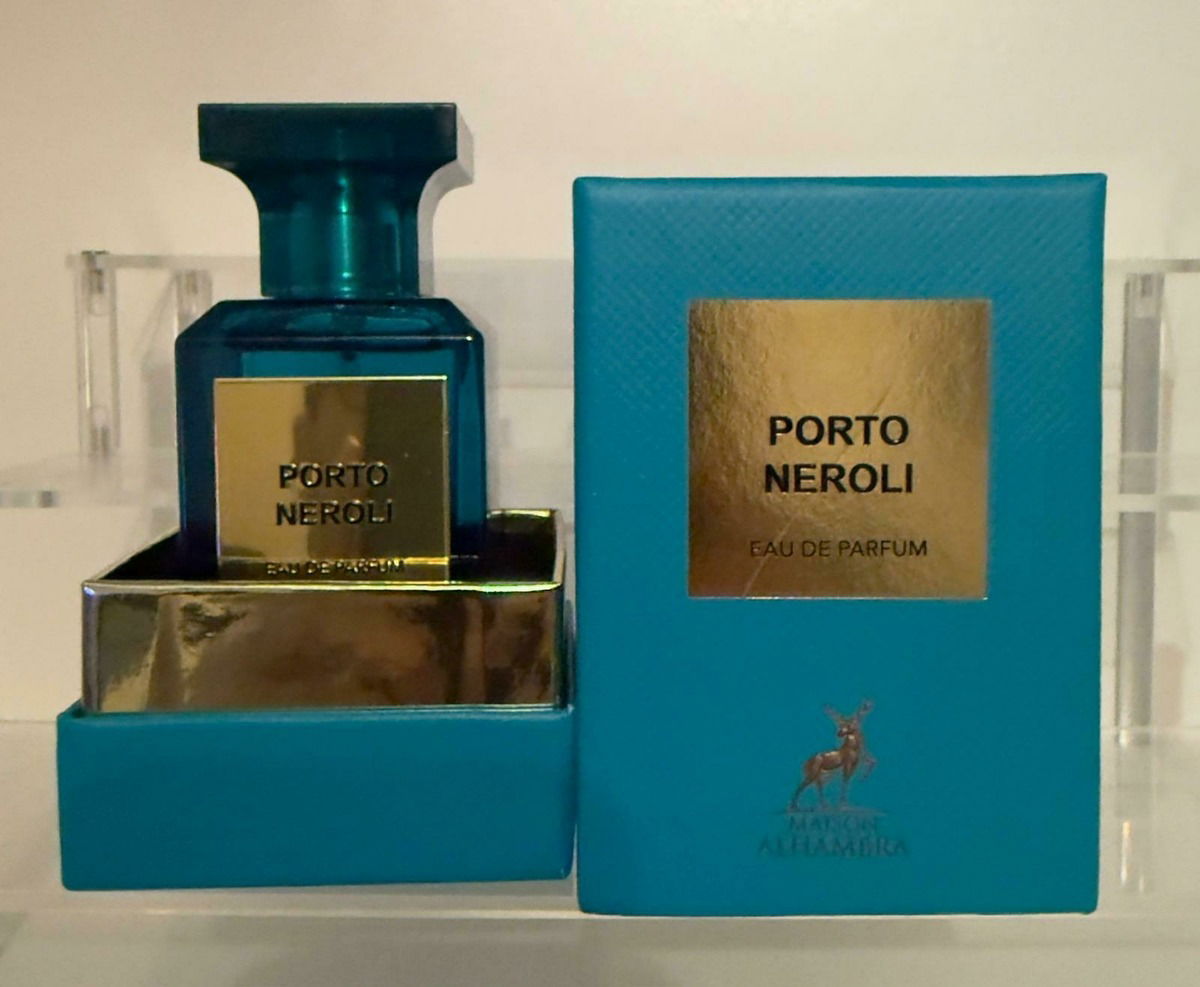 PORTO
NEROLI
EAU DE PARFUM
PORTO
NEROLI
EAU DE PARFUM
MAISON
ALHAMBRA